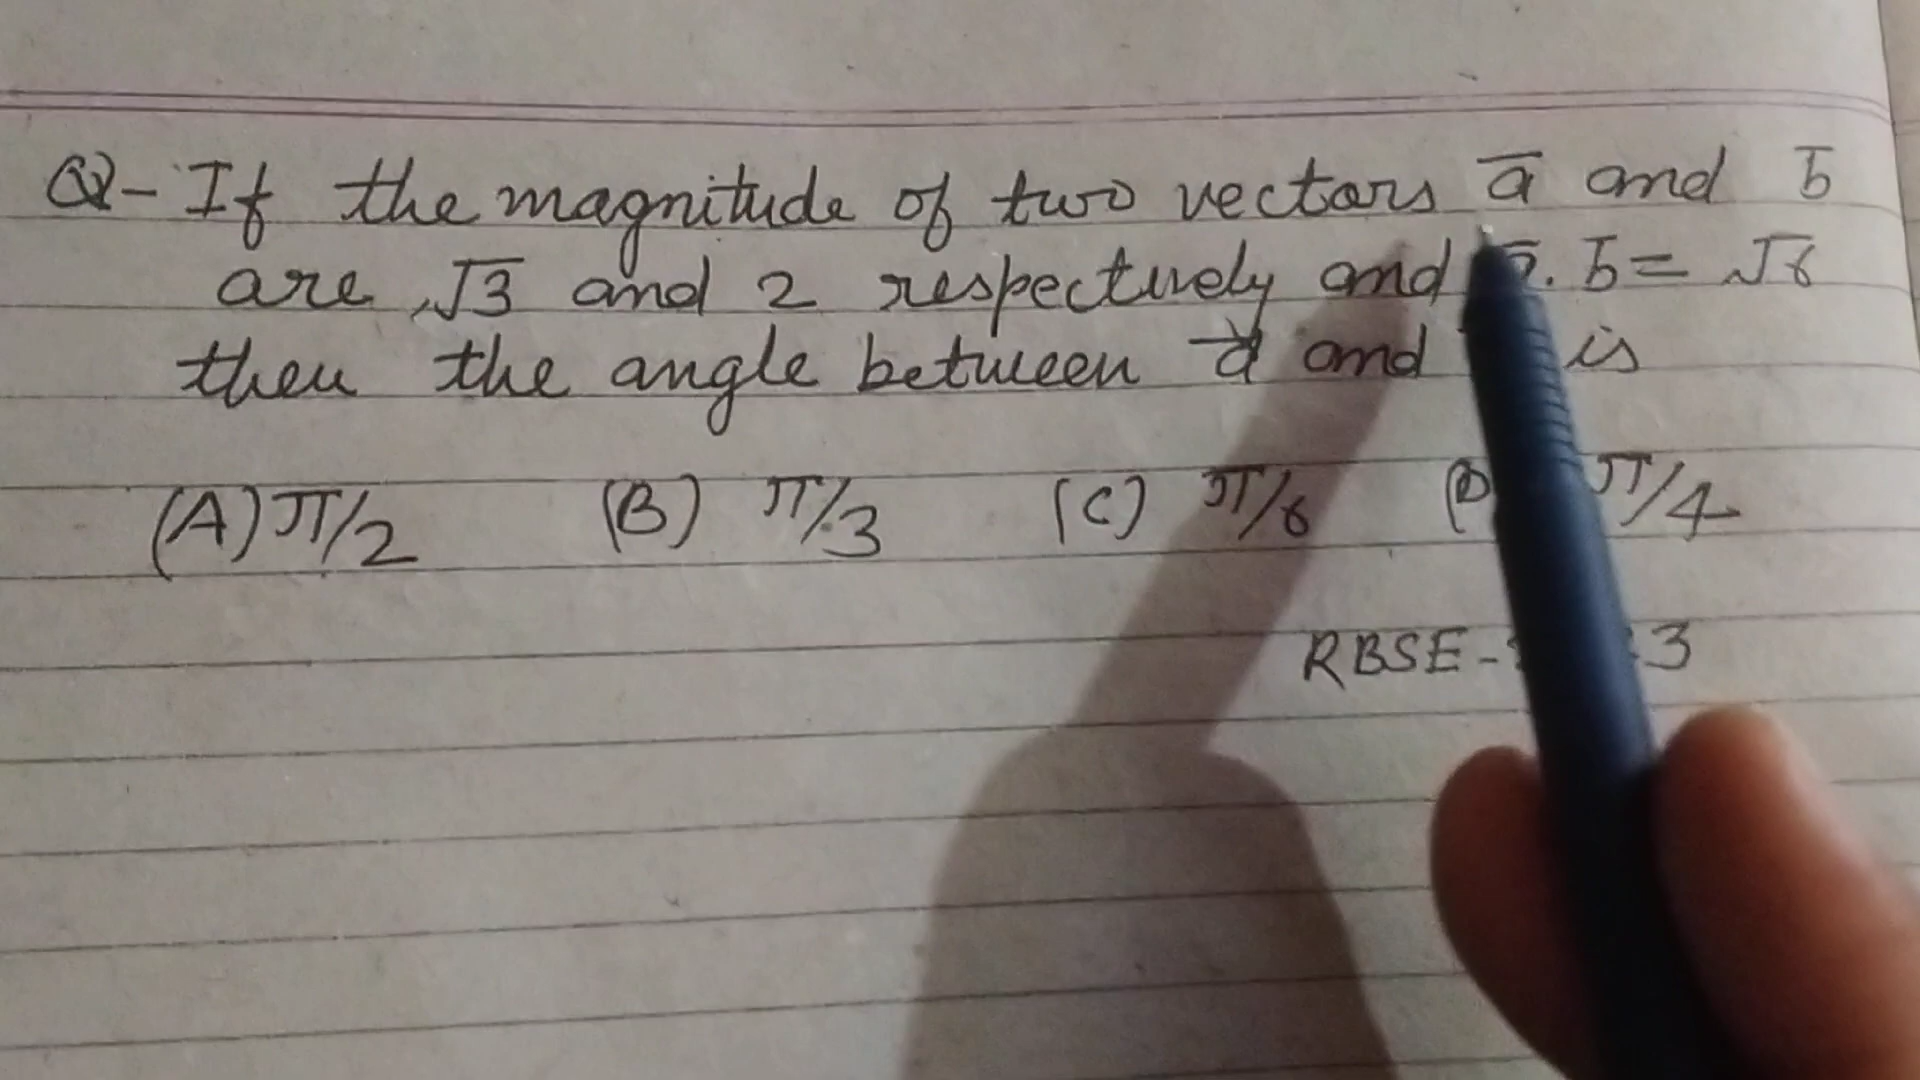 Q- If the magnitude of two vectors a̅ and b̅
are √3 and 2 respectively and a̅. b̅ = √6
then the angle between a⃗ and is
(A) π/2 (B) π/3 (C) π/6 (D) π/4
RBSE- 3